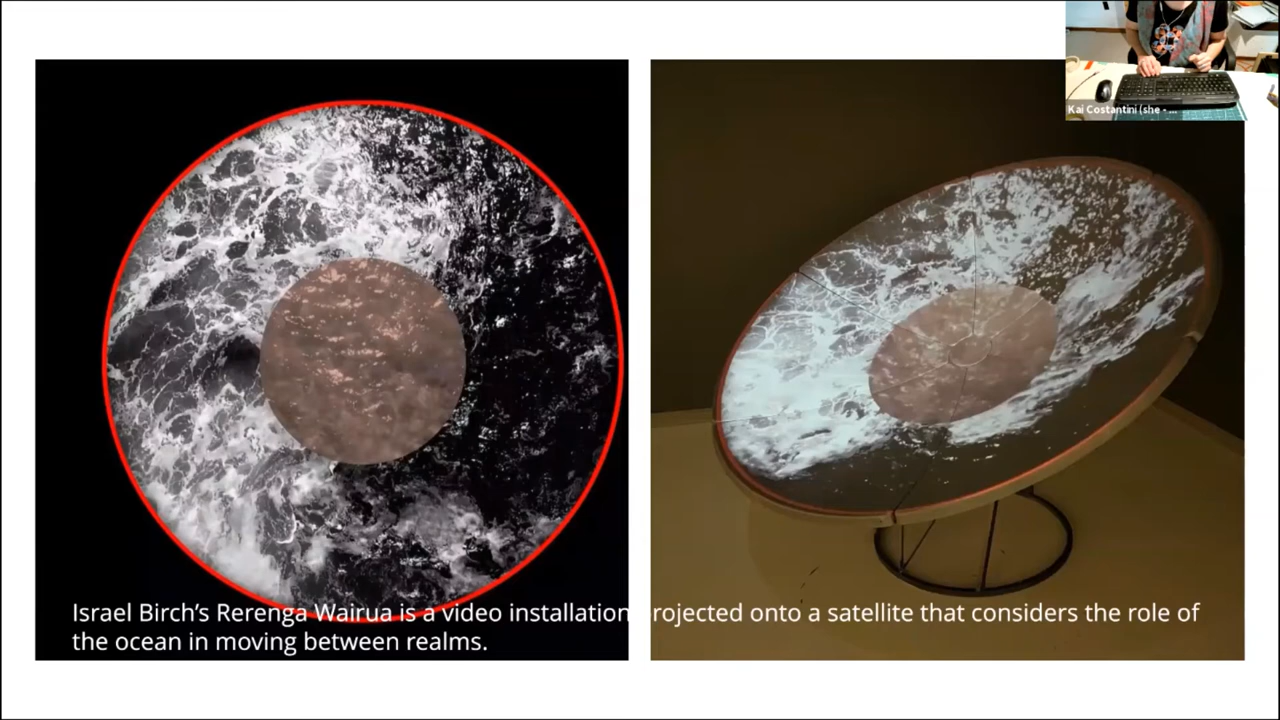 Kai Costantini (she - ...
Israel Birch's Rerenga Wairua is a video installation rojected onto a satellite that considers the role of
the ocean in moving between realms.